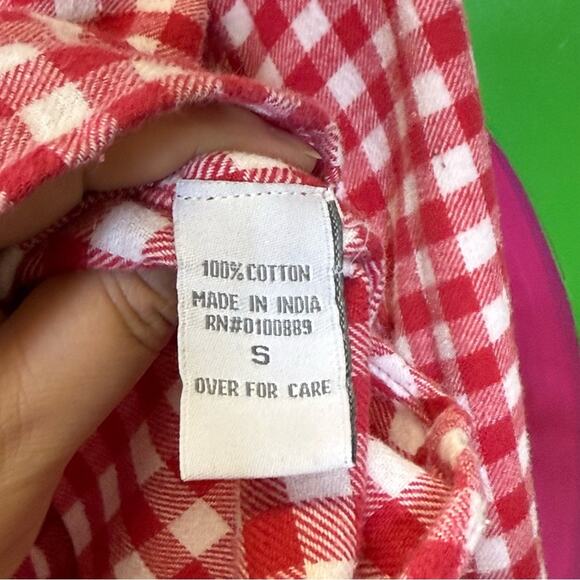 100% COTTON
MADE IN INDIA
RN#0100889
S
OVER FOR CARE